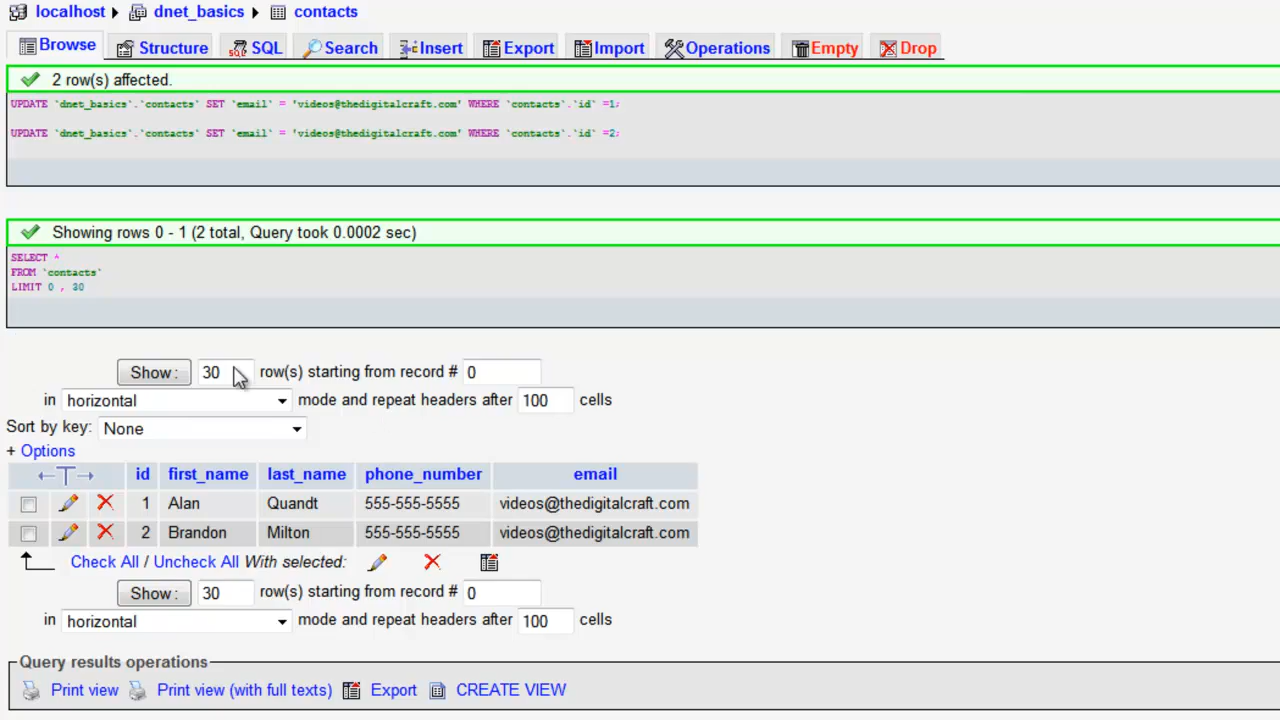 localhost dnet_basics contacts
Browse Structure SQL Search Insert Export Import Operations Empty Drop
2 row(s) affected.
UPDATE `dnet_basics`.`contacts` SET `email` = 'videos@thedigitalcraft.com' WHERE `contacts`.`id` =1;
UPDATE `dnet_basics`.`contacts` SET `email` = 'videos@thedigitalcraft.com' WHERE `contacts`.`id` =2;
Showing rows 0 - 1 (2 total, Query took 0.0002 sec)
SELECT *
FROM `contacts`
LIMIT 0 , 30
Show : 30 row(s) starting from record # 0
in horizontal mode and repeat headers after 100 cells
Sort by key: None
+ Options
←T→ id first_name last_name phone_number email
1 Alan Quandt 555-555-5555 videos@thedigitalcraft.com
2 Brandon Milton 555-555-5555 videos@thedigitalcraft.com
Check All / Uncheck All With selected:
Show : 30 row(s) starting from record # 0
in horizontal mode and repeat headers after 100 cells
Query results operations
Print view Print view (with full texts) Export CREATE VIEW